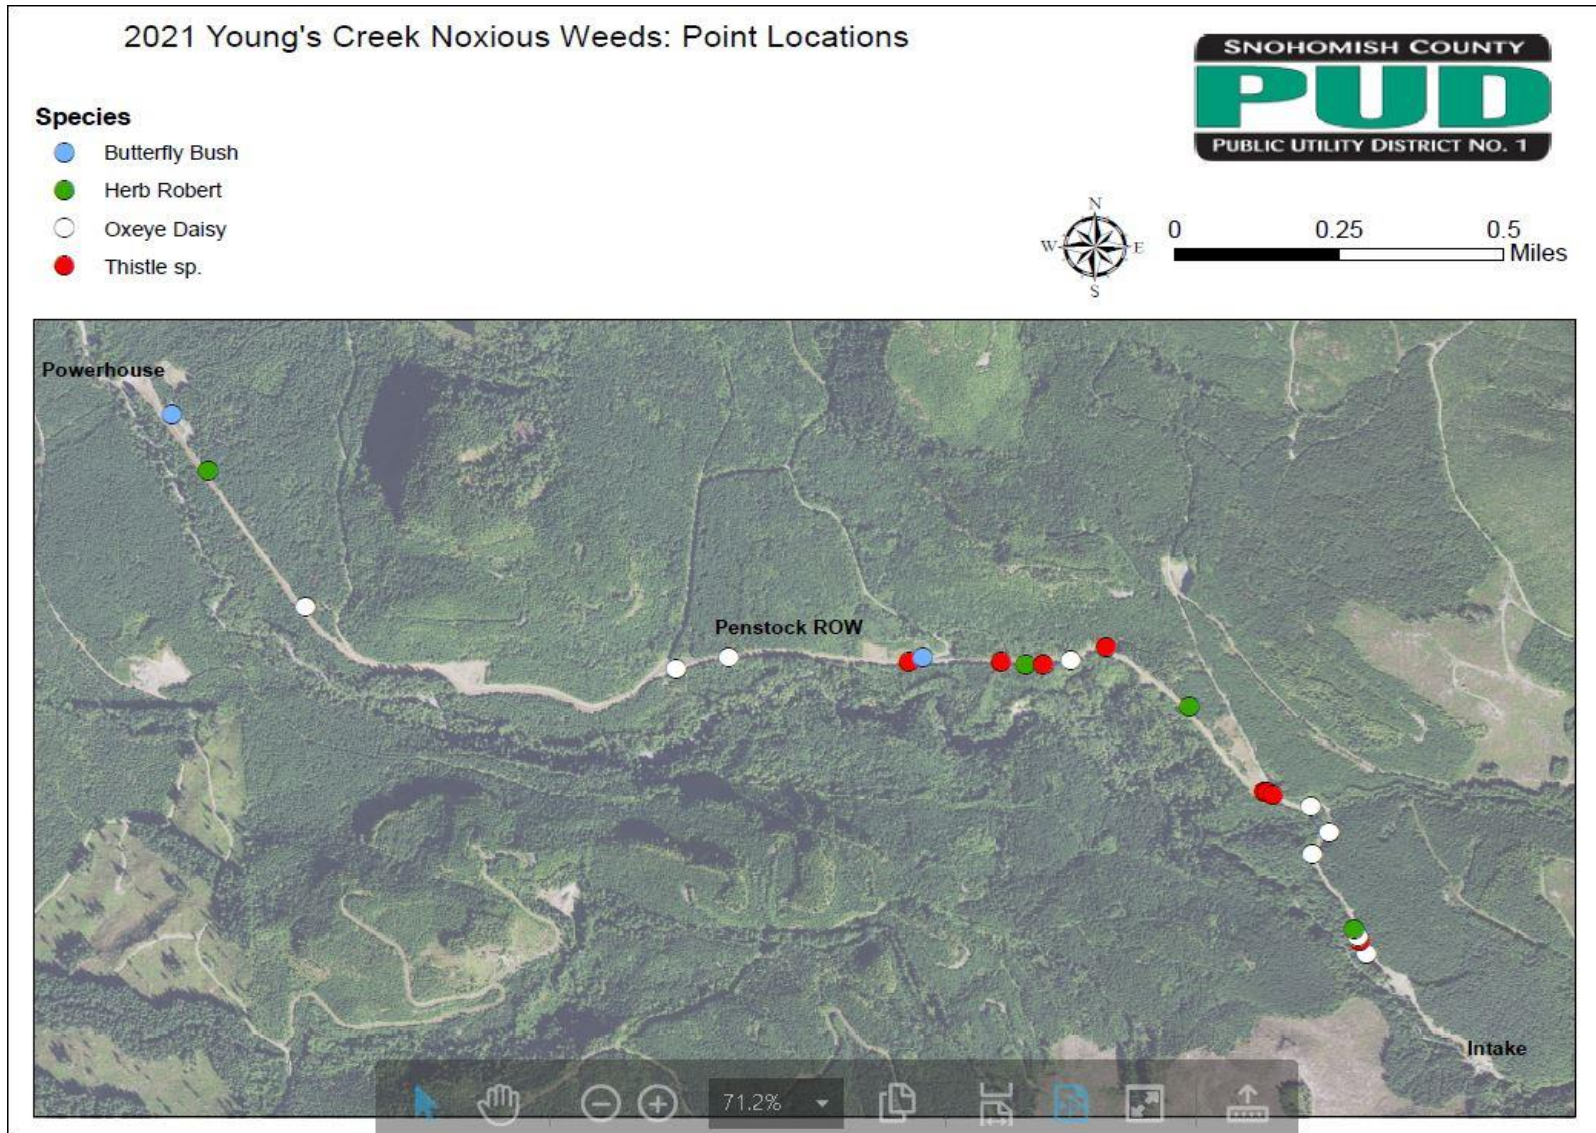 2021 Young's Creek Noxious Weeds: Point Locations
SNOHOMISH COUNTY
PUD
PUBLIC UTILITY DISTRICT NO. 1
Species
Butterfly Bush
Herb Robert
Oxeye Daisy
Thistle sp.
N
W E
S
0 0.25 0.5
Miles
Powerhouse
Penstock ROW
Intake
71.2%